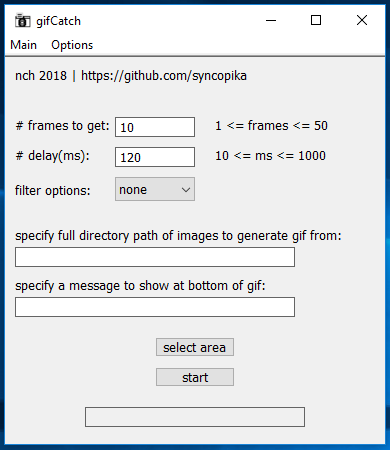 gifCatch
Main Options
nch 2018 | https://github.com/syncopika
# frames to get: 10 1 <= frames <= 50
# delay(ms): 120 10 <= ms <= 1000
filter options: none
specify full directory path of images to generate gif from:
specify a message to show at bottom of gif:
select area
start